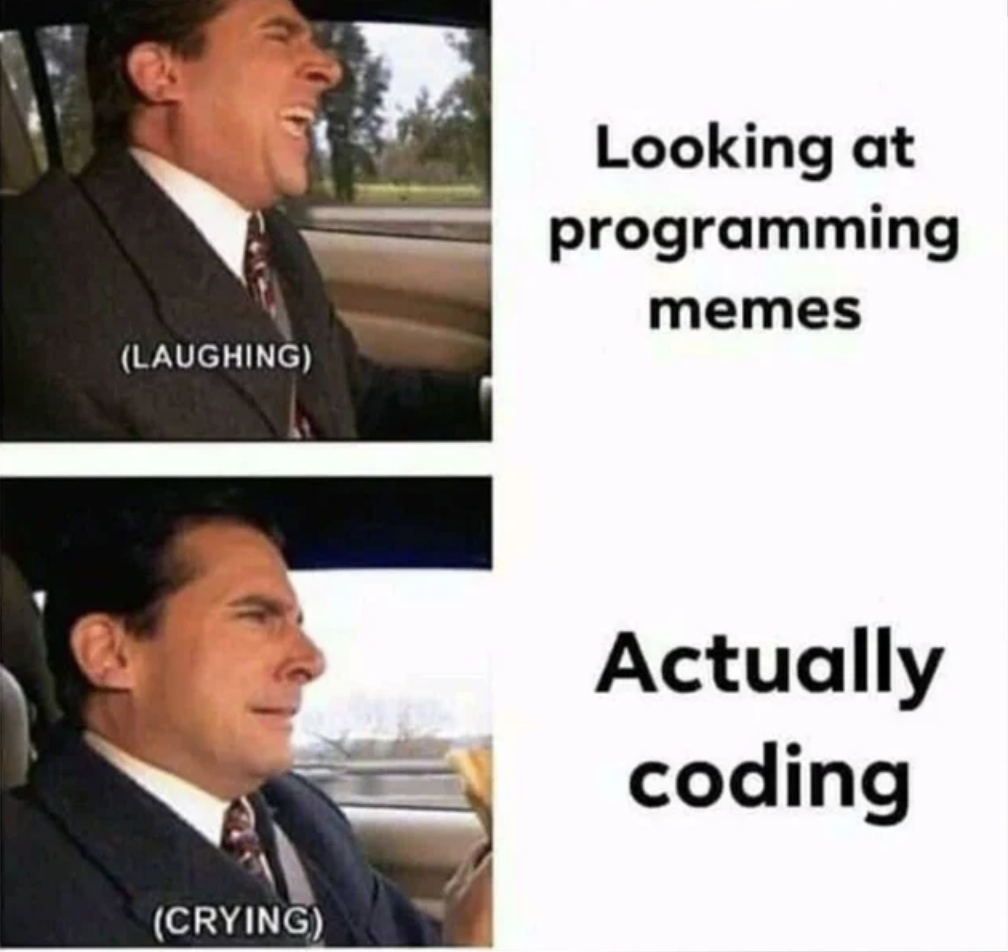 Looking at
programming
memes
(LAUGHING)
Actually
coding
(CRYING)